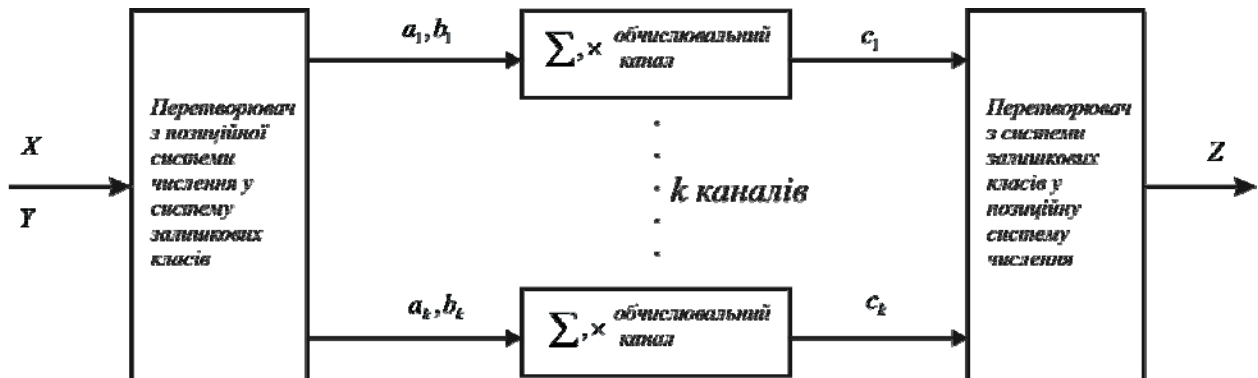 X
Y
Перетворювач
з позиційної
системи
числення у
систему
залишкових
класів
a₁, b₁
∑, × обчислювальний
канал
c₁
k каналів
aₖ, bₖ
∑, × обчислювальний
канал
cₖ
Перетворювач
з системи
залишкових
класів у
позиційну
систему
числення
Z